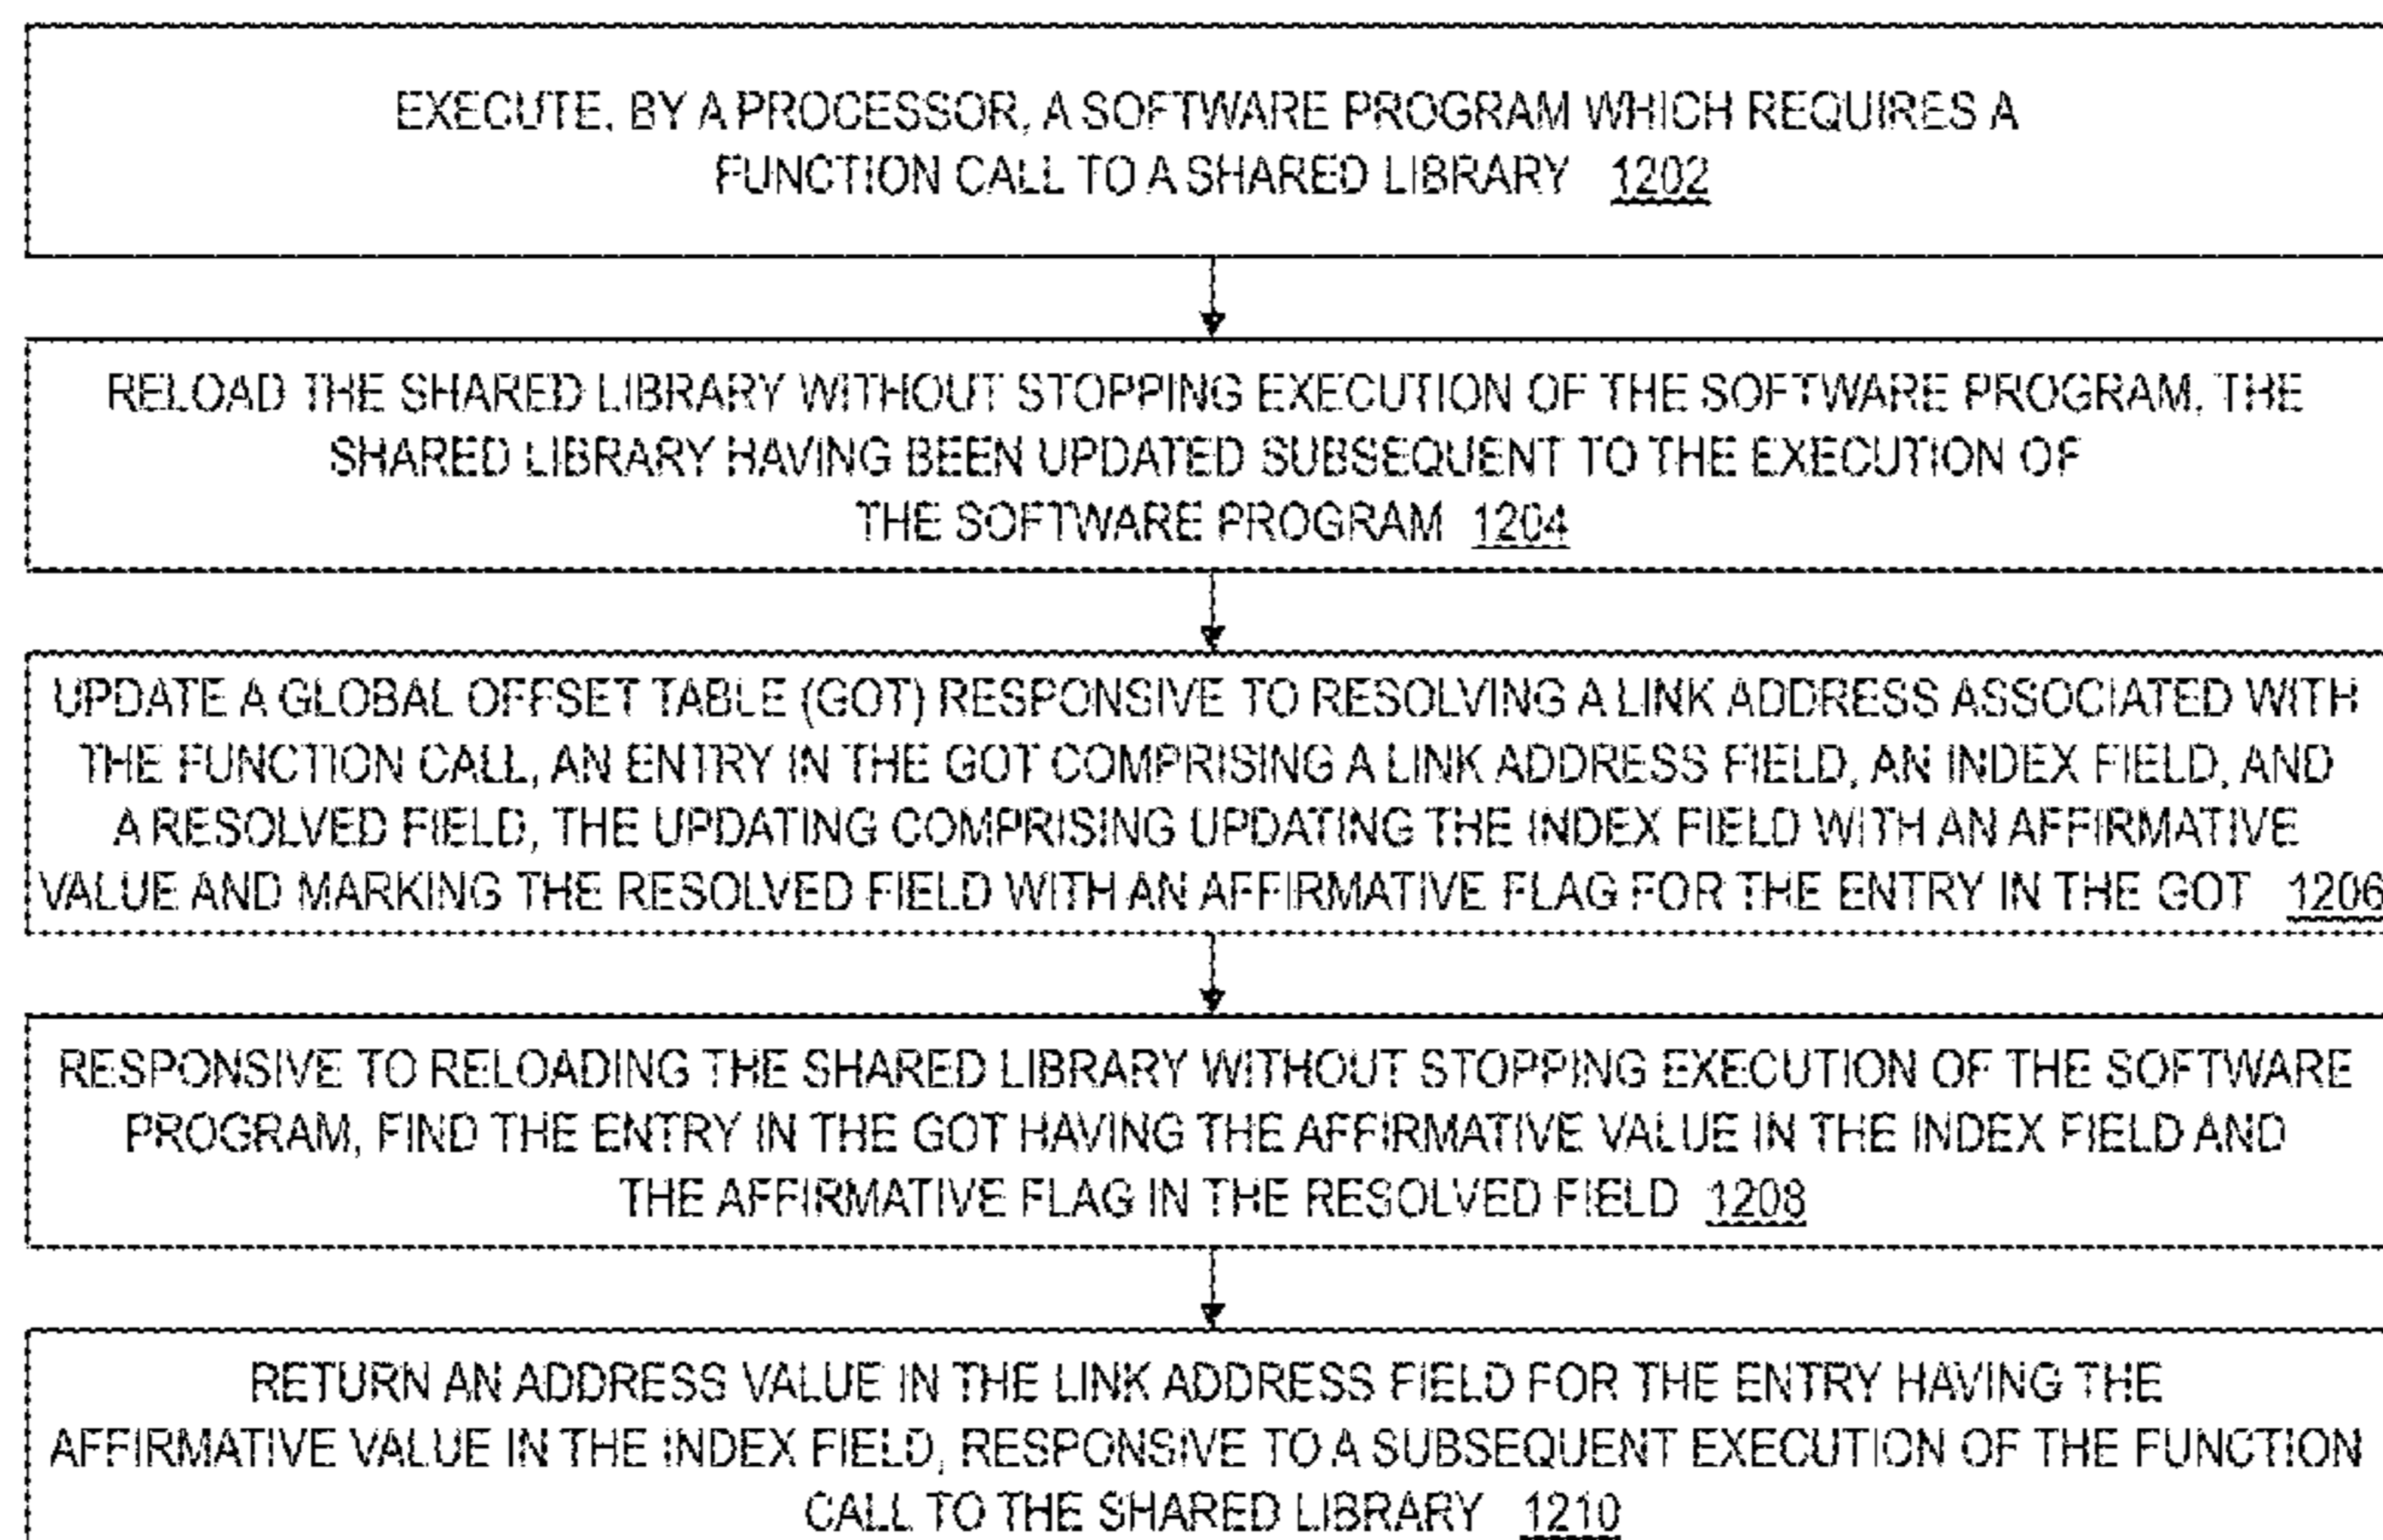 EXECUTE, BY A PROCESSOR, A SOFTWARE PROGRAM WHICH REQUIRES A
FUNCTION CALL TO A SHARED LIBRARY 1202
RELOAD THE SHARED LIBRARY WITHOUT STOPPING EXECUTION OF THE SOFTWARE PROGRAM, THE
SHARED LIBRARY HAVING BEEN UPDATED SUBSEQUENT TO THE EXECUTION OF
THE SOFTWARE PROGRAM 1204
UPDATE A GLOBAL OFFSET TABLE (GOT) RESPONSIVE TO RESOLVING A LINK ADDRESS ASSOCIATED WITH
THE FUNCTION CALL, AN ENTRY IN THE GOT COMPRISING A LINK ADDRESS FIELD, AN INDEX FIELD, AND
A RESOLVED FIELD, THE UPDATING COMPRISING UPDATING THE INDEX FIELD WITH AN AFFIRMATIVE
VALUE AND MARKING THE RESOLVED FIELD WITH AN AFFIRMATIVE FLAG FOR THE ENTRY IN THE GOT 1206
RESPONSIVE TO RELOADING THE SHARED LIBRARY WITHOUT STOPPING EXECUTION OF THE SOFTWARE
PROGRAM, FIND THE ENTRY IN THE GOT HAVING THE AFFIRMATIVE VALUE IN THE INDEX FIELD AND
THE AFFIRMATIVE FLAG IN THE RESOLVED FIELD 1208
RETURN AN ADDRESS VALUE IN THE LINK ADDRESS FIELD FOR THE ENTRY HAVING THE
AFFIRMATIVE VALUE IN THE INDEX FIELD, RESPONSIVE TO A SUBSEQUENT EXECUTION OF THE FUNCTION
CALL TO THE SHARED LIBRARY 1210